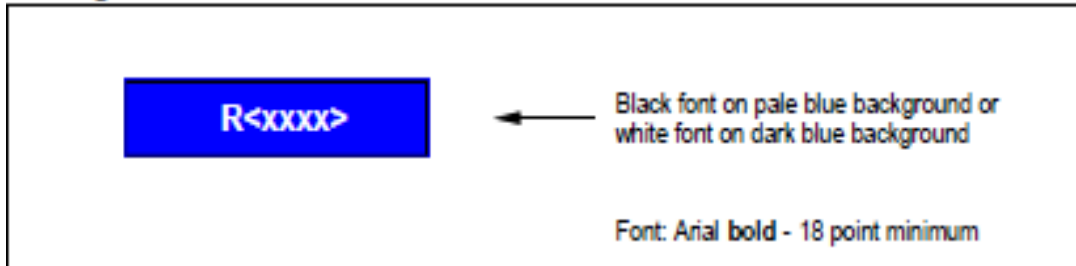 R<xxxx>
Black font on pale blue background or
white font on dark blue background
Font: Arial bold - 18 point minimum